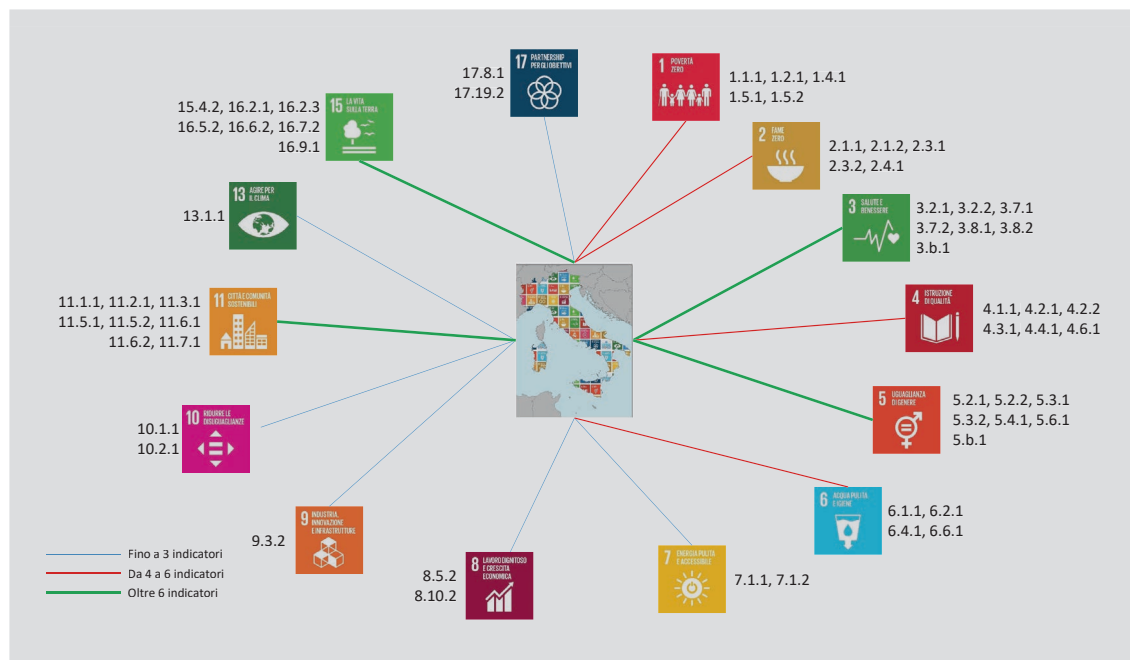 17 PARTNERSHIP
PER GLI OBIETTIVI
17.8.1
17.19.2
1 POVERTÀ
ZERO
1.1.1, 1.2.1, 1.4.1
1.5.1, 1.5.2
2 FAME
ZERO
2.1.1, 2.1.2, 2.3.1
2.3.2, 2.4.1
3 SALUTE E
BENESSERE
3.2.1, 3.2.2, 3.7.1
3.7.2, 3.8.1, 3.8.2
3.b.1
4 ISTRUZIONE
DI QUALITÀ
4.1.1, 4.2.1, 4.2.2
4.3.1, 4.4.1, 4.6.1
5 UGUAGLIANZA
DI GENERE
5.2.1, 5.2.2, 5.3.1
5.3.2, 5.4.1, 5.6.1
5.b.1
6 ACQUA PULITA
E IGIENE
6.1.1, 6.2.1
6.4.1, 6.6.1
7 ENERGIA PULITA
E ACCESSIBILE
7.1.1, 7.1.2
8 LAVORO DIGNITOSO
E CRESCITA
ECONOMICA
8.5.2
8.10.2
9 INDUSTRIA,
INNOVAZIONE
E INFRASTRUTTURE
9.3.2
10 RIDURRE LE
DISUGUAGLIANZE
10.1.1
10.2.1
11 CITTÀ E COMUNITÀ
SOSTENIBILI
11.1.1, 11.2.1, 11.3.1
11.5.1, 11.5.2, 11.6.1
11.6.2, 11.7.1
13 AGIRE PER
IL CLIMA
13.1.1
15 LA VITA
SULLA TERRA
15.4.2, 16.2.1, 16.2.3
16.5.2, 16.6.2, 16.7.2
16.9.1
Fino a 3 indicatori
Da 4 a 6 indicatori
Oltre 6 indicatori